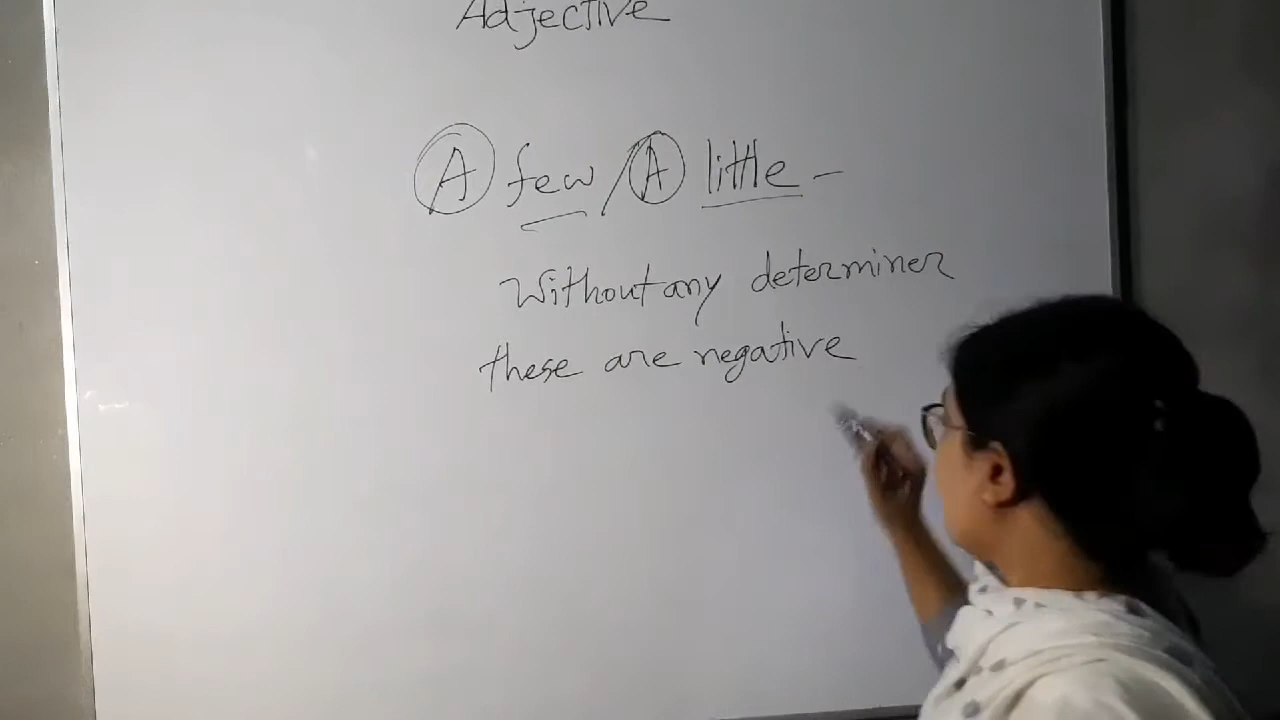 Adjective
A few / A little -
Without any determiner
these are negative